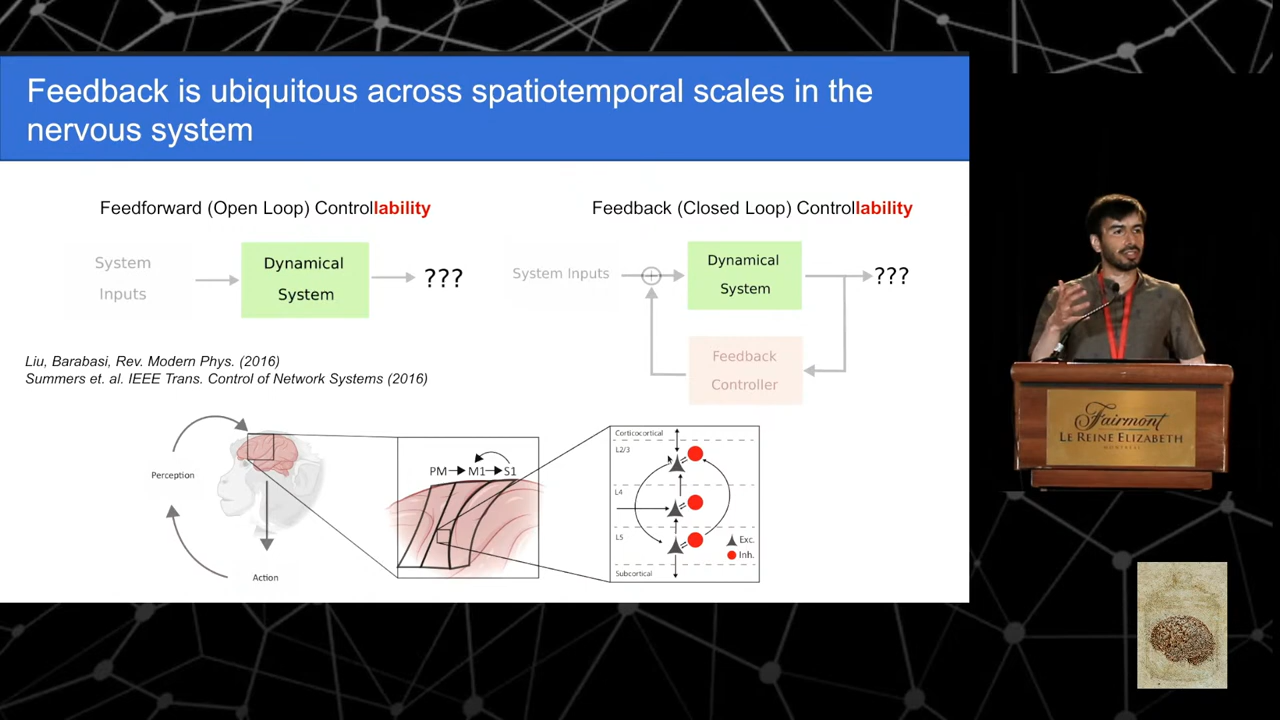 Feedback is ubiquitous across spatiotemporal scales in the
nervous system
Feedforward (Open Loop) Controllability
Feedback (Closed Loop) Controllability
System
Inputs
Dynamical
System
???
System Inputs
Dynamical
System
???
Feedback
Controller
Liu, Barabasi, Rev. Modern Phys. (2016)
Summers et. al. IEEE Trans. Control of Network Systems (2016)
Perception
Action
PM
M1
S1
Corticocortical
L2/3
L4
L5
Exc.
Inh.
Subcortical
Fairmont
LE REINE ELIZABETH
MONTRÉAL